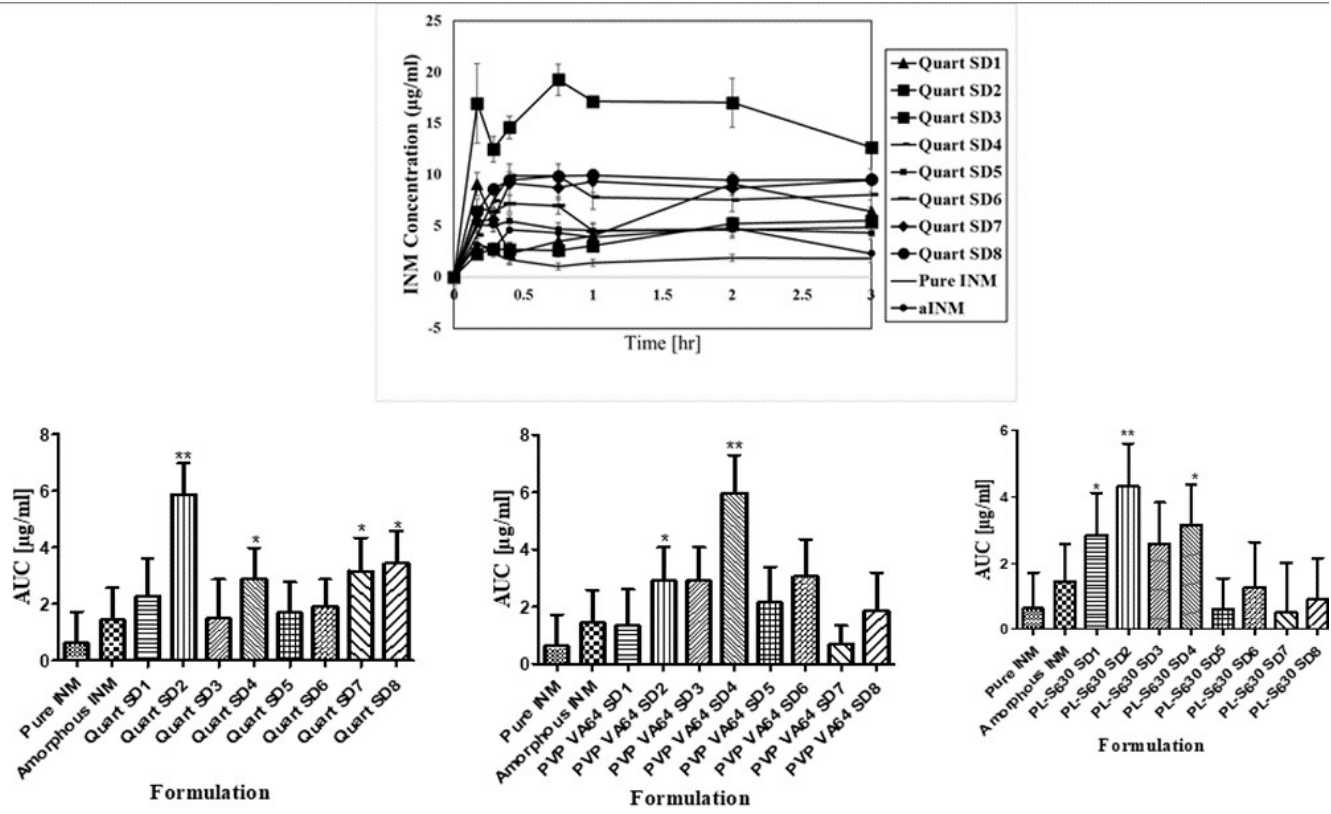 25
20
15
10
5
0
-5
INM Concentration (µg/ml)
0 0.5 1 1.5 2 2.5 3
Time [hr]
Quart SD1
Quart SD2
Quart SD3
Quart SD4
Quart SD5
Quart SD6
Quart SD7
Quart SD8
Pure INM
aINM
8
6
4
2
0
AUC [µg/ml]
**
*
*
*
Pure INM
Amorphous INM
Quart SD1
Quart SD2
Quart SD3
Quart SD4
Quart SD5
Quart SD6
Quart SD7
Quart SD8
Formulation
8
6
4
2
0
AUC [µg/ml]
*
**
Pure INM
Amorphous INM
PVP VA64 SD1
PVP VA64 SD2
PVP VA64 SD3
PVP VA64 SD4
PVP VA64 SD5
PVP VA64 SD6
PVP VA64 SD7
PVP VA64 SD8
Formulation
6
4
2
0
AUC [µg/ml]
*
**
*
Pure INM
Amorphous INM
PL-S630 SD1
PL-S630 SD2
PL-S630 SD3
PL-S630 SD4
PL-S630 SD5
PL-S630 SD6
PL-S630 SD7
PL-S630 SD8
Formulation